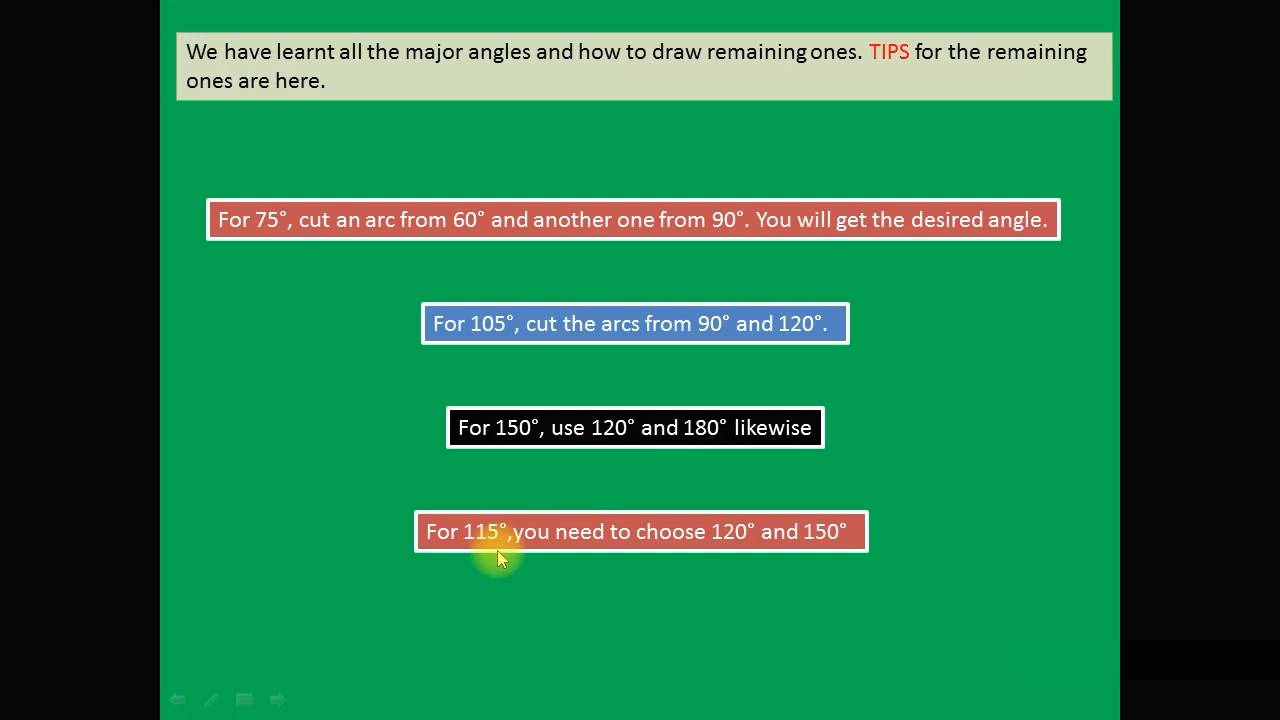 We have learnt all the major angles and how to draw remaining ones. TIPS for the remaining
ones are here.
For 75°, cut an arc from 60° and another one from 90°. You will get the desired angle.
For 105°, cut the arcs from 90° and 120°.
For 150°, use 120° and 180° likewise
For 115°,you need to choose 120° and 150°